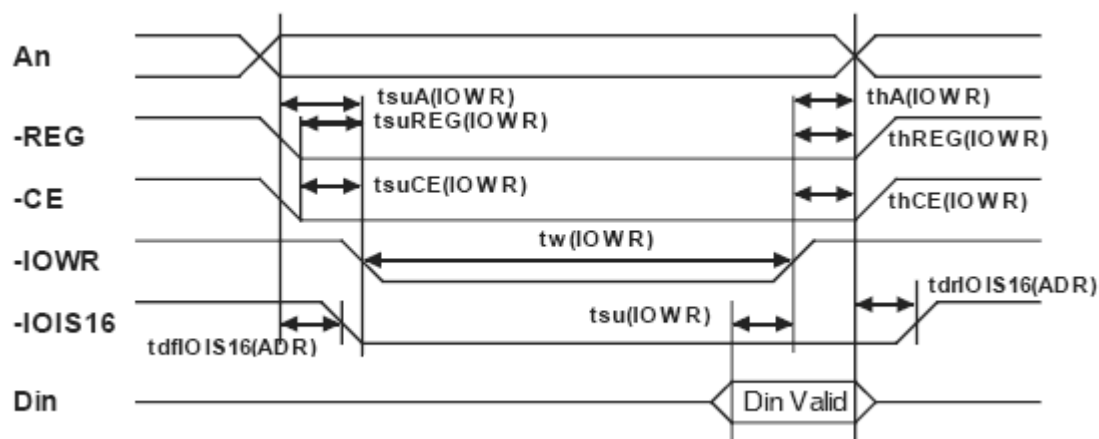 An
tsuA(IOWR) thA(IOWR)
tsuREG(IOWR)
-REG thREG(IOWR)
tsuCE(IOWR)
-CE thCE(IOWR)
tw(IOWR)
-IOWR
tdrIOIS16(ADR)
-IOIS16 tsu(IOWR)
tdfIOIS16(ADR)
Din Din Valid